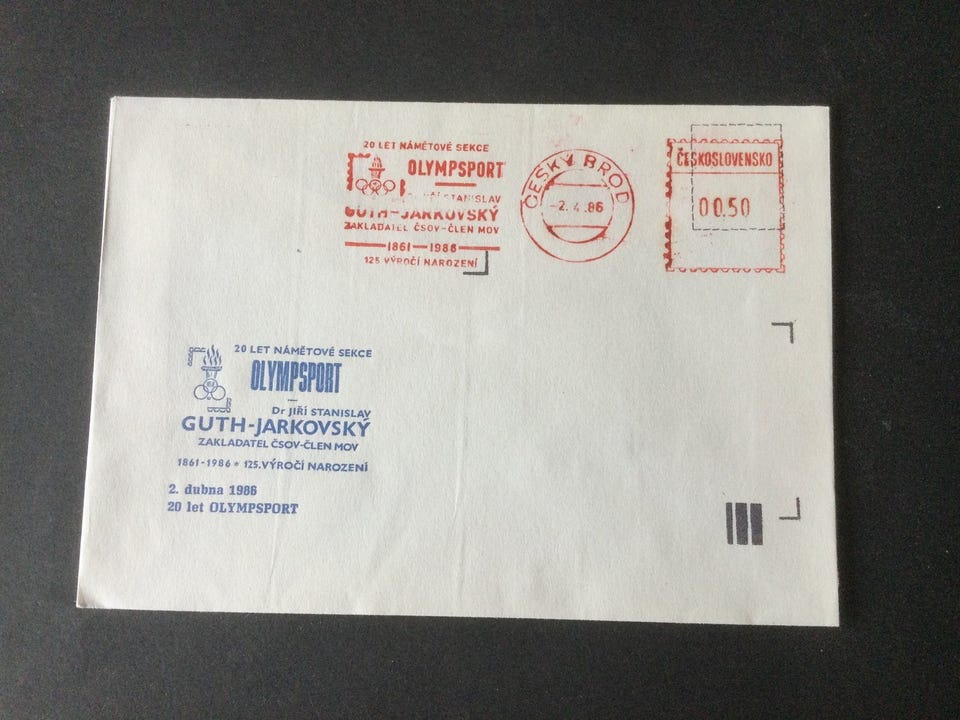 20 LET NÁMĚTOVÉ SEKCE
OLYMPSPORT
JIŘÍ STANISLAV
GUTH-JARKOVSKÝ
ZAKLADATEL ČSOV-ČLEN MOV
1861-1986
125 VÝROČÍ NAROZENÍ
ČESKÝ BROD
-2.4.86
ČESKOSLOVENSKO
00.50
20 LET NÁMĚTOVÉ SEKCE
OLYMPSPORT
Dr JIŘÍ STANISLAV
GUTH-JARKOVSKÝ
ZAKLADATEL ČSOV-ČLEN MOV
1861-1986 * 125.VÝROČÍ NAROZENÍ
2. dubna 1986
20 let OLYMPSPORT